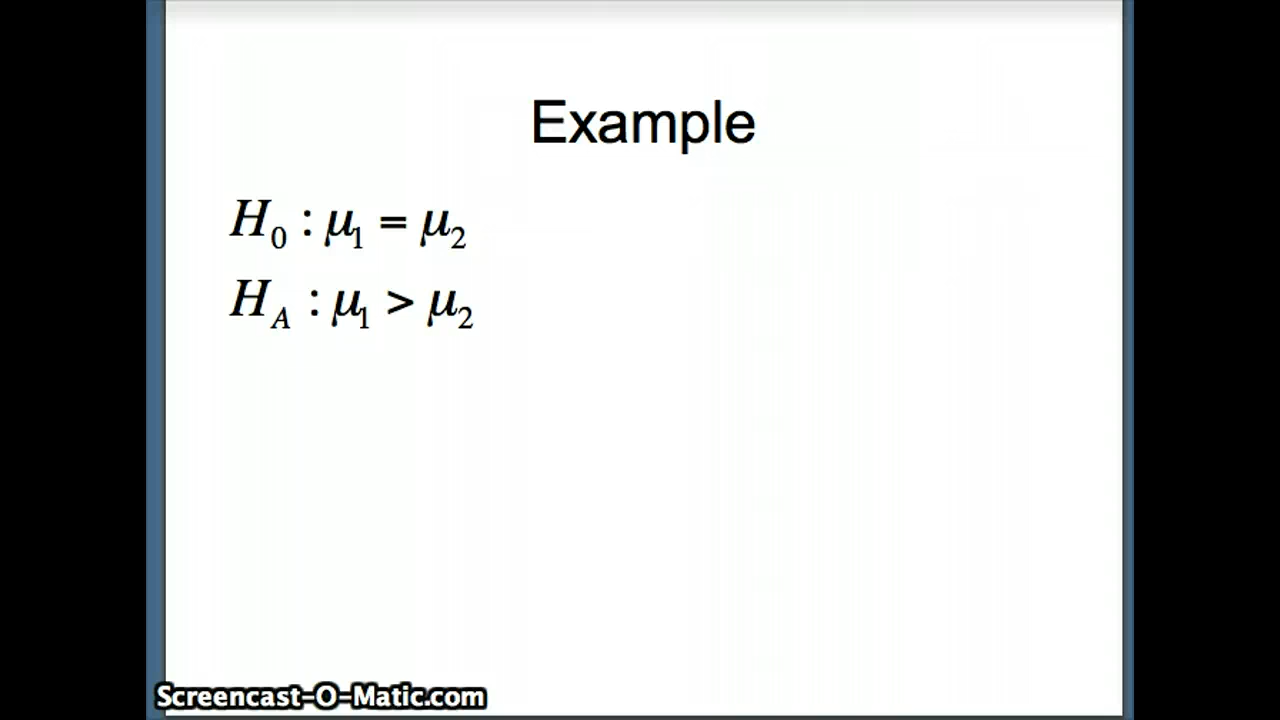 Example
H₀ : μ₁ = μ₂
H_A : μ₁ > μ₂
Screencast-O-Matic.com